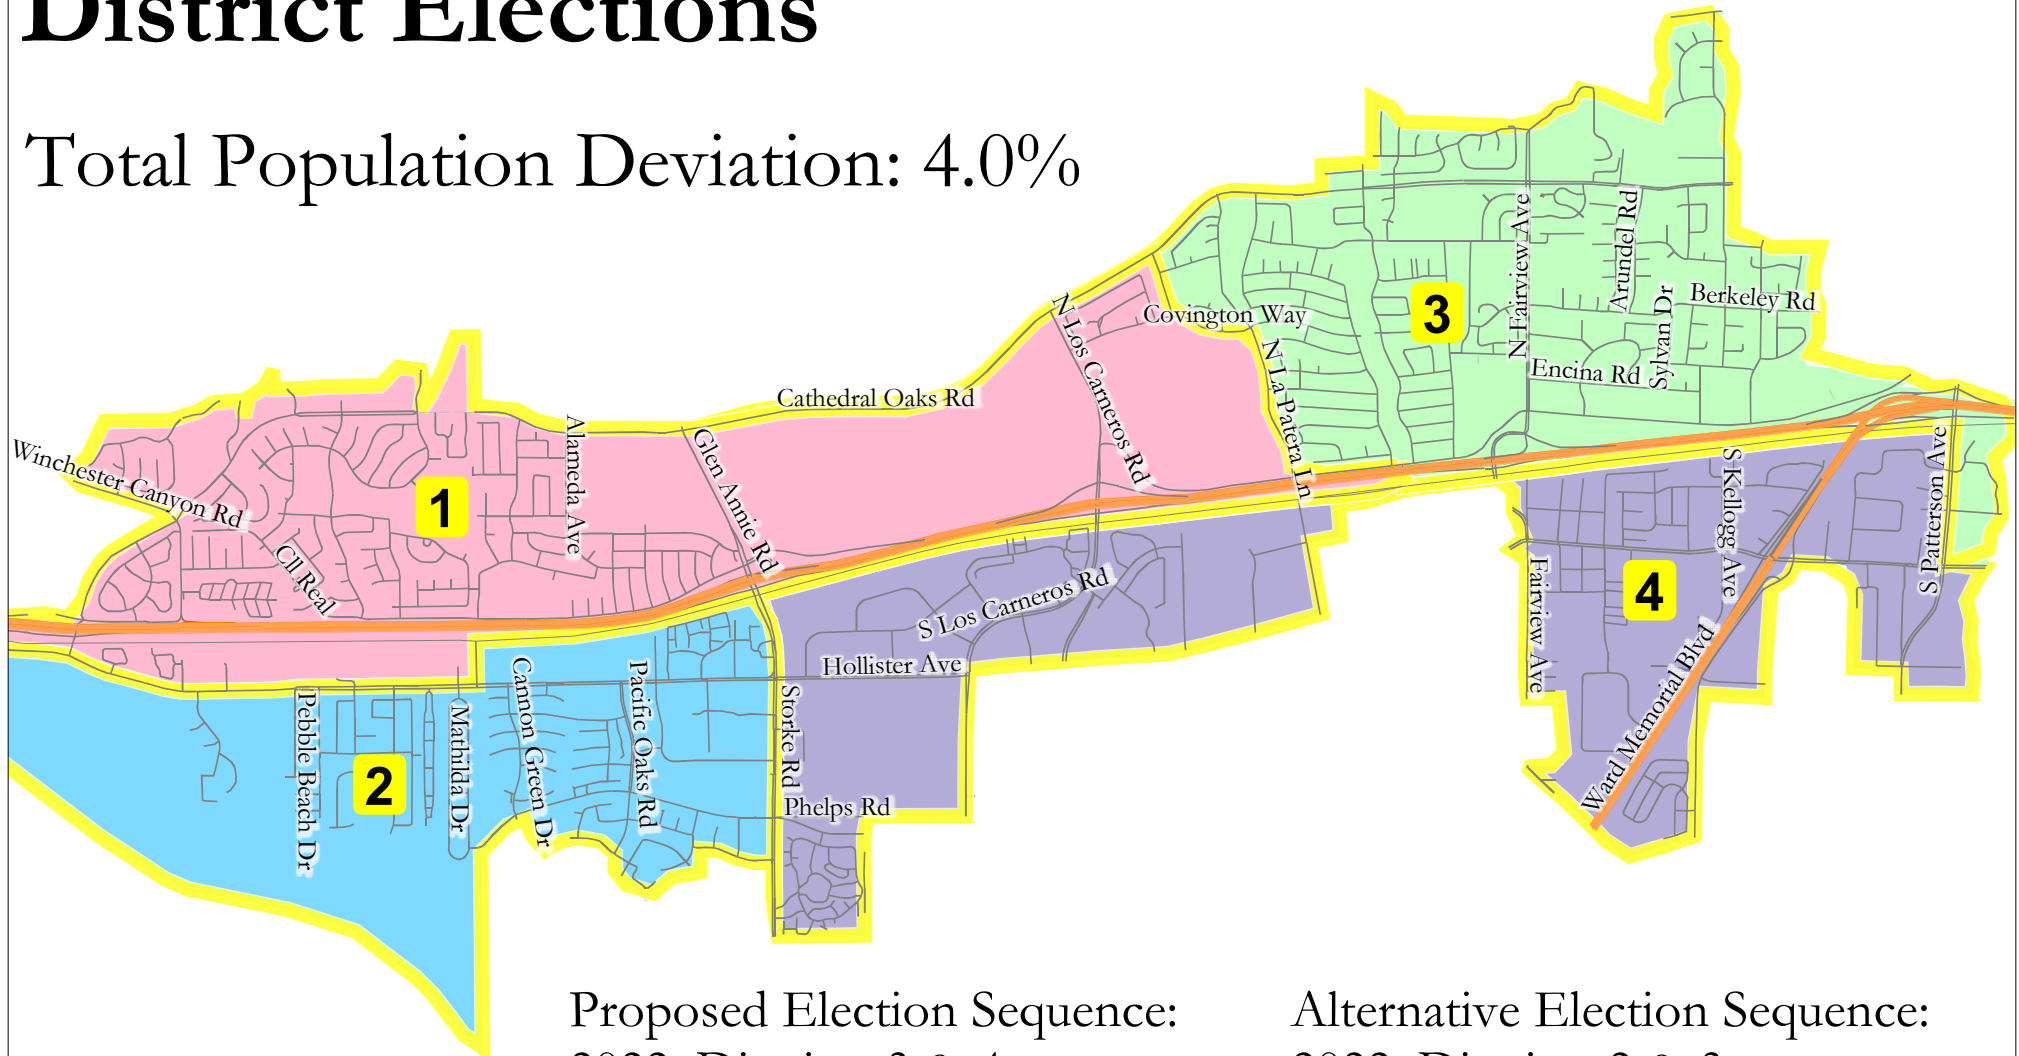 District Elections
Total Population Deviation: 4.0%
Covington Way
N Los Carneros Rd
N La Patera Ln
3
N Fairview Ave
Arundel Rd
Sylvan Dr
Berkeley Rd
Encina Rd
Cathedral Oaks Rd
Winchester Canyon Rd
1
Alameda Ave
Glen Annie Rd
Cll Real
S Los Carneros Rd
Hollister Ave
S Kellogg Ave
S Patterson Ave
4
Fairview Ave
Ward Memorial Blvd
Pebble Beach Dr
2
Mathilda Dr
Cannon Green Dr
Pacific Oaks Rd
Storke Rd
Phelps Rd
Proposed Election Sequence:
Alternative Election Sequence: